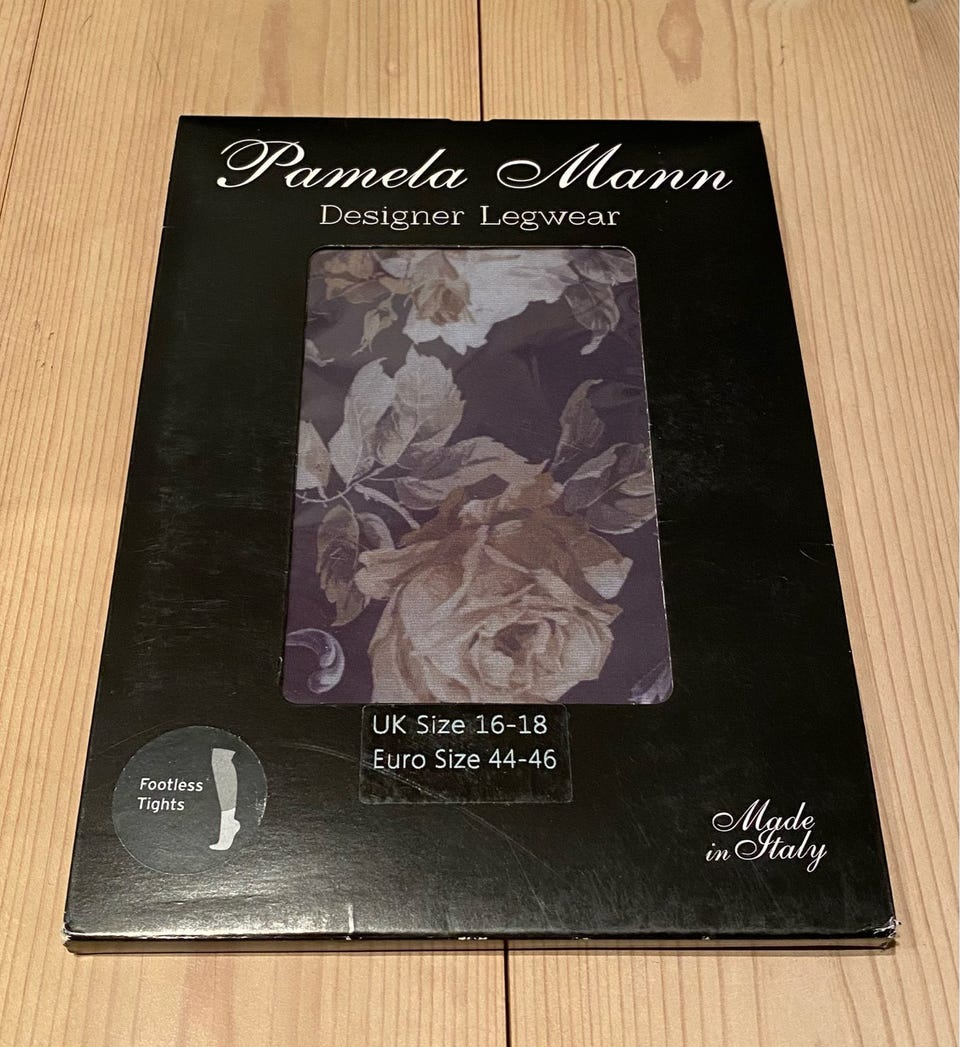 Pamela Mann
Designer Legwear
UK Size 16-18
Euro Size 44-46
Footless
Tights
Made
in Italy